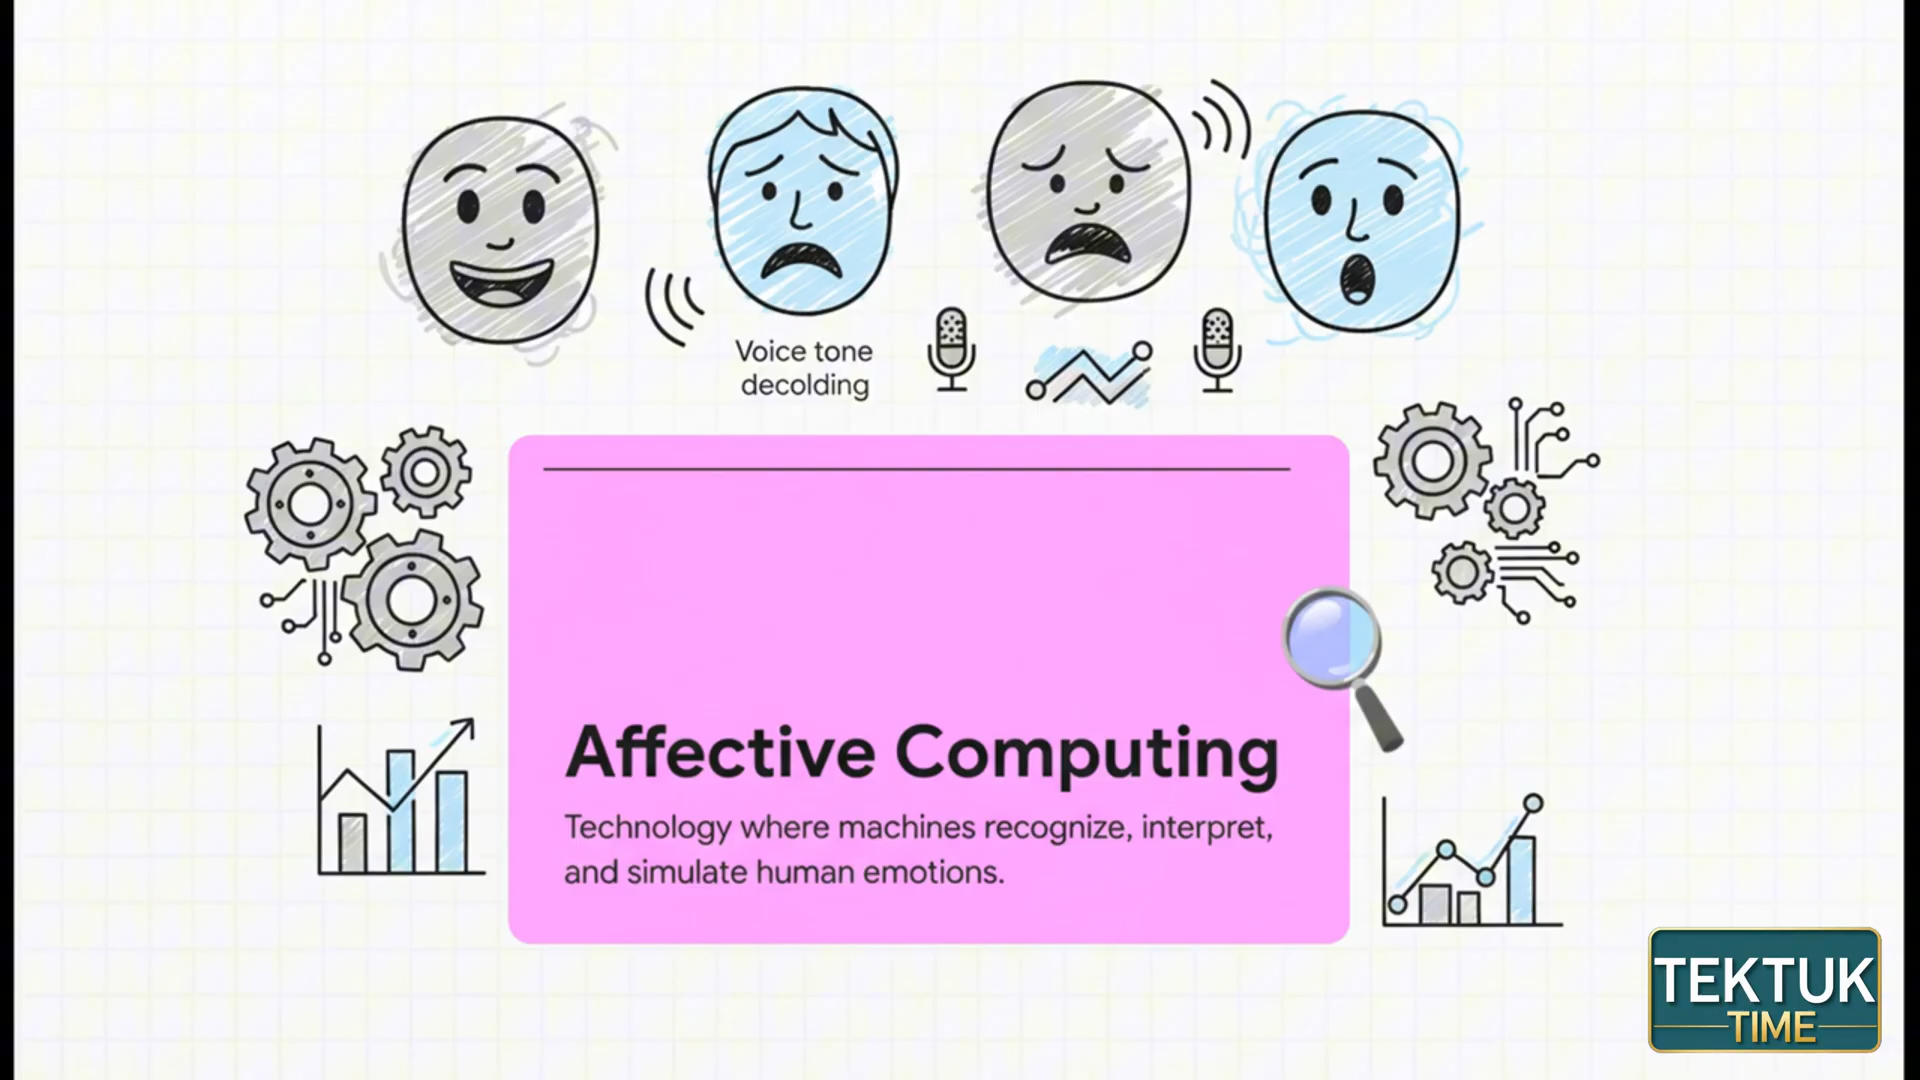 Voice tone
decolding
Affective Computing
Technology where machines recognize, interpret,
and simulate human emotions.
TEKTUK
TIME